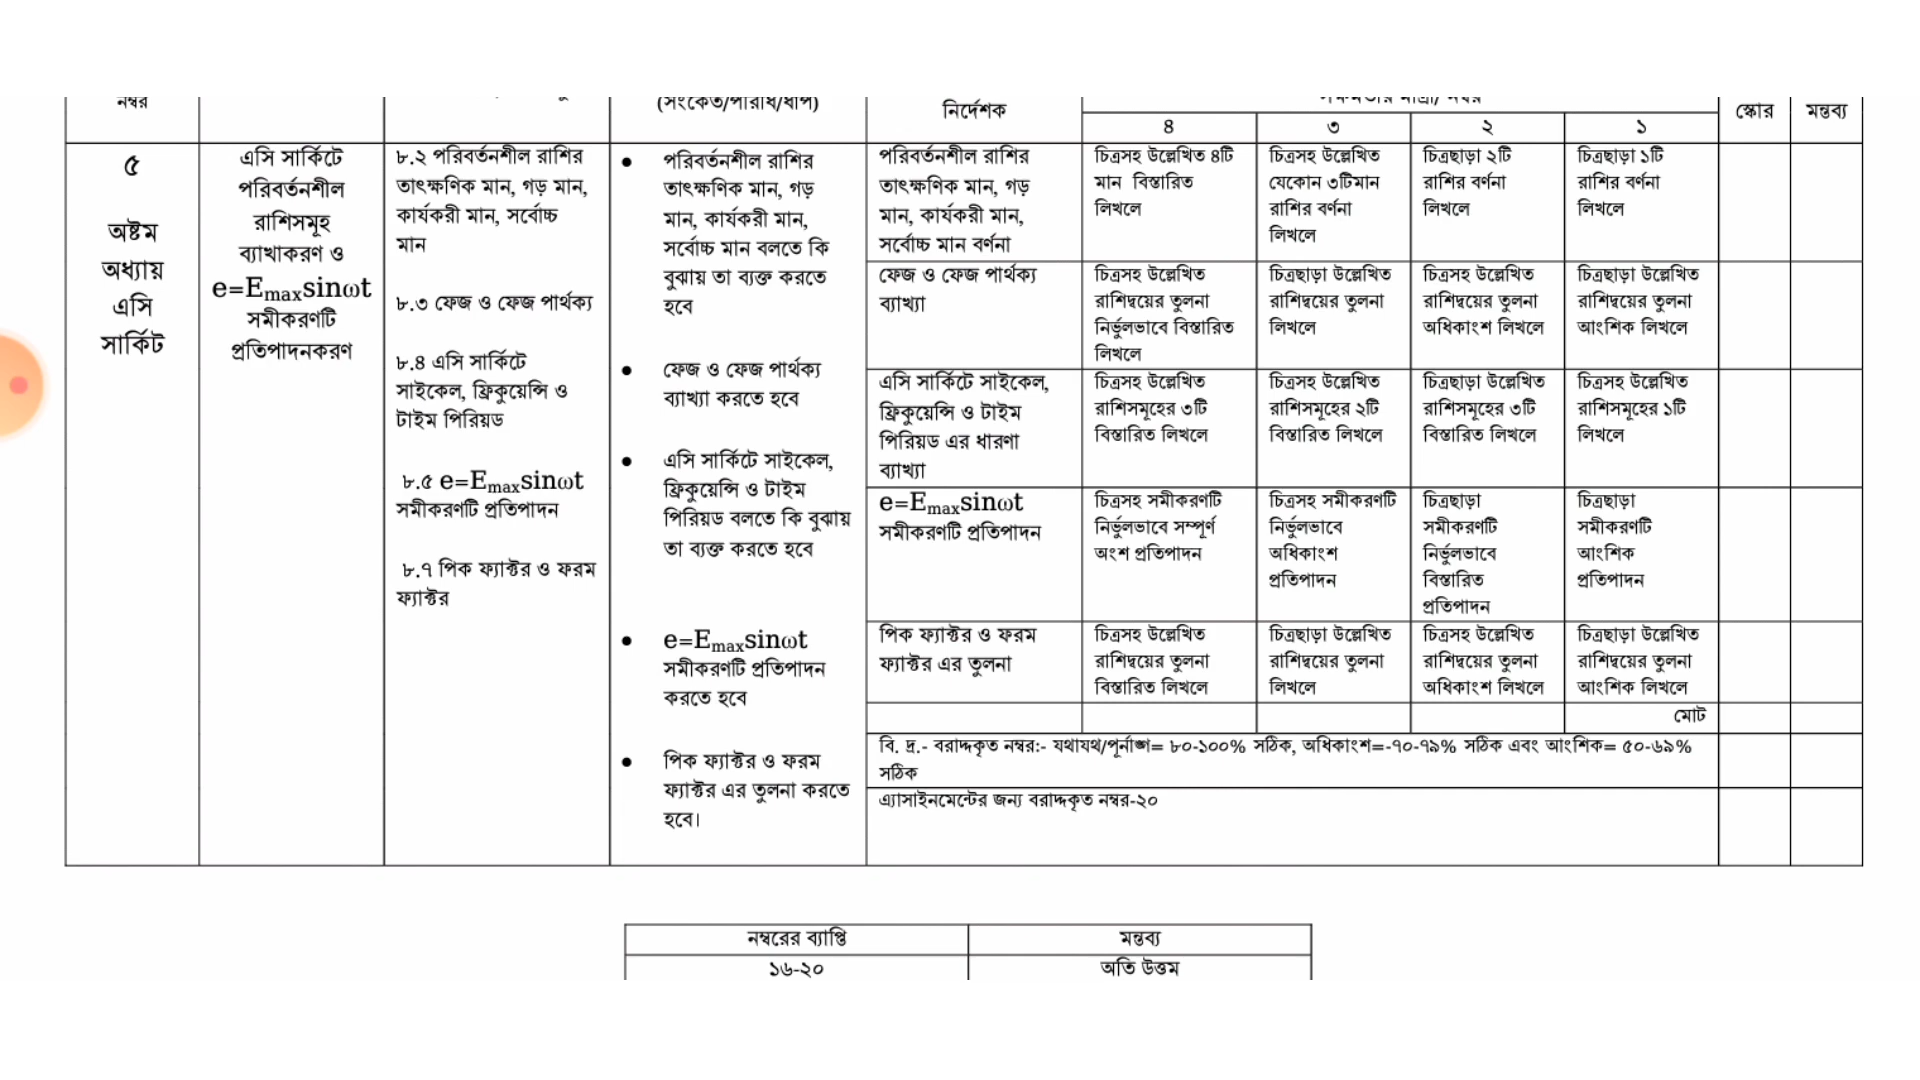 নম্বর
(সংকেত/পরিধি/ধাপ)
নির্দেশক
স্কোর
মন্তব্য
৪
৩
২
১
৫
অষ্টম
অধ্যায়
এসি
সার্কিট
এসি সার্কিটে
পরিবর্তনশীল
রাশিসমূহ
ব্যাখাকরণ ও
e=Emaxsinωt
সমীকরণটি
প্রতিপাদনকরণ
৮.২ পরিবর্তনশীল রাশির
তাৎক্ষণিক মান, গড় মান,
কার্যকরী মান, সর্বোচ্চ
মান
৮.৩ ফেজ ও ফেজ পার্থক্য
৮.৪ এসি সার্কিটে
সাইকেল, ফ্রিকুয়েন্সি ও
টাইম পিরিয়ড
৮.৫ e=Emaxsinωt
সমীকরণটি প্রতিপাদন
৮.৭ পিক ফ্যাক্টর ও ফরম
ফ্যাক্টর
● পরিবর্তনশীল রাশির
তাৎক্ষণিক মান, গড়
মান, কার্যকরী মান,
সর্বোচ্চ মান বলতে কি
বুঝায় তা ব্যক্ত করতে
হবে
● ফেজ ও ফেজ পার্থক্য
ব্যাখ্যা করতে হবে
● এসি সার্কিটে সাইকেল,
ফ্রিকুয়েন্সি ও টাইম
পিরিয়ড বলতে কি বুঝায়
তা ব্যক্ত করতে হবে
● e=Emaxsinωt
সমীকরণটি প্রতিপাদন
করতে হবে
● পিক ফ্যাক্টর ও ফরম
ফ্যাক্টর এর তুলনা করতে
হবে।
পরিবর্তনশীল রাশির
তাৎক্ষণিক মান, গড়
মান, কার্যকরী মান,
সর্বোচ্চ মান বর্ণনা
চিত্রসহ উল্লেখিত ৪টি
মান বিস্তারিত
লিখলে
চিত্রসহ উল্লেখিত
যেকোন ৩টিমান
রাশির বর্ণনা
লিখলে
চিত্রছাড়া ২টি
রাশির বর্ণনা
লিখলে
চিত্রছাড়া ১টি
রাশির বর্ণনা
লিখলে
ফেজ ও ফেজ পার্থক্য
ব্যাখ্যা
চিত্রসহ উল্লেখিত
রাশিদ্বয়ের তুলনা
নির্ভুলভাবে বিস্তারিত
লিখলে
চিত্রছাড়া উল্লেখিত
রাশিদ্বয়ের তুলনা
লিখলে
চিত্রসহ উল্লেখিত
রাশিদ্বয়ের তুলনা
অধিকাংশ লিখলে
চিত্রছাড়া উল্লেখিত
রাশিদ্বয়ের তুলনা
আংশিক লিখলে
এসি সার্কিটে সাইকেল,
ফ্রিকুয়েন্সি ও টাইম
পিরিয়ড এর ধারণা
ব্যাখ্যা
চিত্রসহ উল্লেখিত
রাশিসমূহের ৩টি
বিস্তারিত লিখলে
চিত্রসহ উল্লেখিত
রাশিসমূহের ২টি
বিস্তারিত লিখলে
চিত্রছাড়া উল্লেখিত
রাশিসমূহের ৩টি
বিস্তারিত লিখলে
চিত্রসহ উল্লেখিত
রাশিসমূহের ১টি
লিখলে
e=Emaxsinωt
সমীকরণটি প্রতিপাদন
চিত্রসহ সমীকরণটি
নির্ভুলভাবে সম্পূর্ণ
অংশ প্রতিপাদন
চিত্রসহ সমীকরণটি
নির্ভুলভাবে
অধিকাংশ
প্রতিপাদন
চিত্রছাড়া
সমীকরণটি
নির্ভুলভাবে
বিস্তারিত
প্রতিপাদন
চিত্রছাড়া
সমীকরণটি
আংশিক
প্রতিপাদন
পিক ফ্যাক্টর ও ফরম
ফ্যাক্টর এর তুলনা
চিত্রসহ উল্লেখিত
রাশিদ্বয়ের তুলনা
বিস্তারিত লিখলে
চিত্রছাড়া উল্লেখিত
রাশিদ্বয়ের তুলনা
লিখলে
চিত্রসহ উল্লেখিত
রাশিদ্বয়ের তুলনা
অধিকাংশ লিখলে
চিত্রছাড়া উল্লেখিত
রাশিদ্বয়ের তুলনা
আংশিক লিখলে
মোট
বি. দ্র.- বরাদ্দকৃত নম্বর:- যথাযথ/পূর্নাঙ্গ= ৮০-১০০% সঠিক, অধিকাংশ=-৭০-৭৯% সঠিক এবং আংশিক= ৫০-৬৯%
সঠিক
এ্যাসাইনমেন্টের জন্য বরাদ্দকৃত নম্বর-২০
নম্বরের ব্যাপ্তি
মন্তব্য
১৬-২০
অতি উত্তম